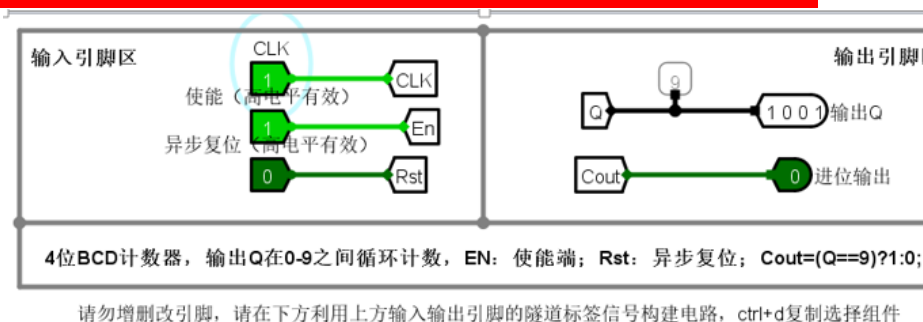 输入引脚区
CLK
1
CLK
使能（高电平有效）
1
En
异步复位（高电平有效）
0
Rst
输出引脚
9
Q
1 0 0 1
输出Q
Cout
0
进位输出
4位BCD计数器，输出Q在0-9之间循环计数，EN：使能端；Rst：异步复位；Cout=(Q==9)?1:0;
请勿增删改引脚，请在下方利用上方输入输出引脚的隧道标签信号构建电路，ctrl+d复制选择组件